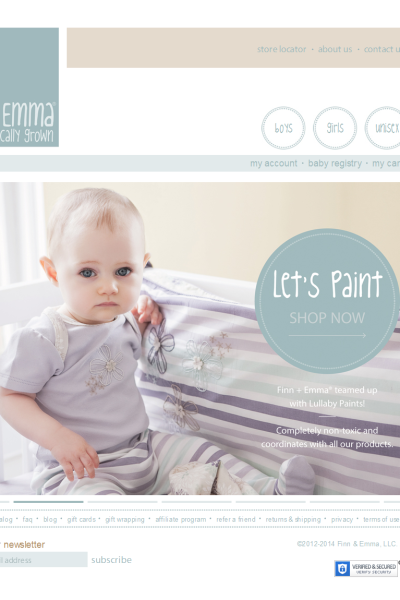 store locator • about us • contact u
Emma®
cally grown
boys
girls
unisex
my account • baby registry • my car
Let's Paint
SHOP NOW
Finn + Emma® teamed up
with Lullaby Paints!
Completely non-toxic and
coordinates with all our products.
alog • faq • blog • gift cards • gift wrapping • affiliate program • refer a friend • returns & shipping • privacy • terms of use
newsletter
©2012-2014 Finn & Emma, LLC.
il address
subscribe
VERIFIED & SECURED
VERIFY SECURITY